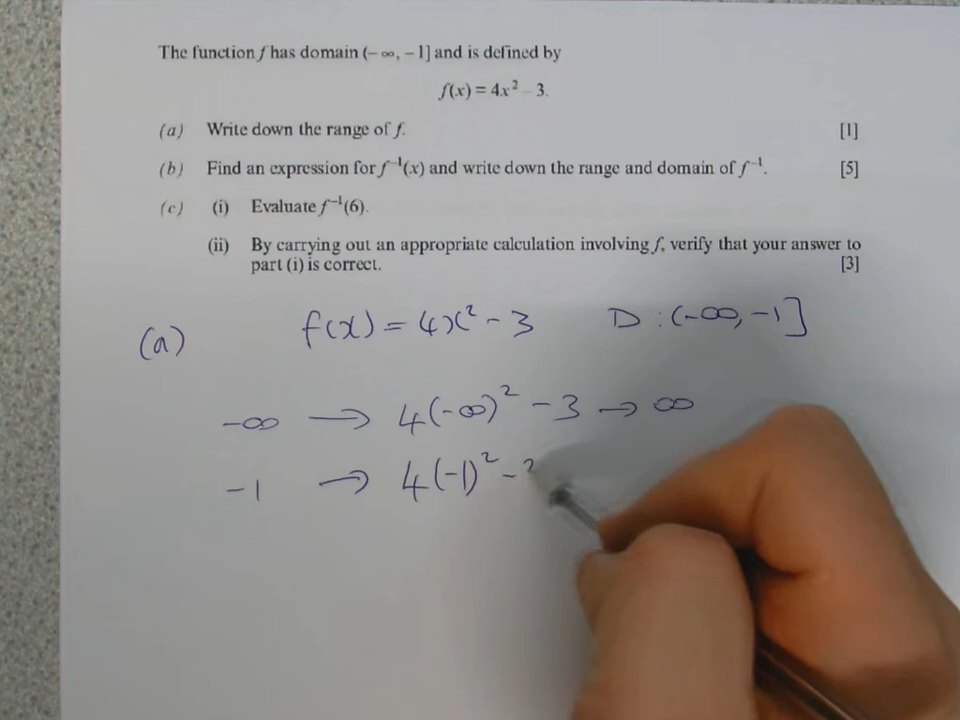 The function f has domain (−∞, −1] and is defined by
f(x) = 4x² − 3.
(a) Write down the range of f. [1]
(b) Find an expression for f⁻¹(x) and write down the range and domain of f⁻¹. [5]
(c) (i) Evaluate f⁻¹(6).
(ii) By carrying out an appropriate calculation involving f, verify that your answer to
part (i) is correct. [3]
(a) f(x) = 4x² − 3 D : (−∞, −1]
−∞ → 4(−∞)² − 3 → ∞
−1 → 4(−1)² −